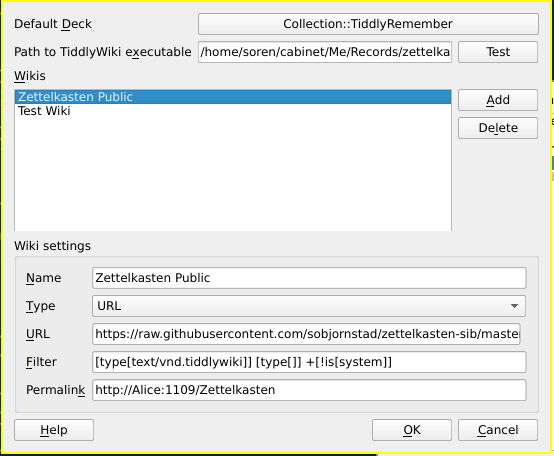 Default Deck Collection::TiddlyRemember
Path to TiddlyWiki executable /home/soren/cabinet/Me/Records/zettelka Test
Wikis
Zettelkasten Public Add
Test Wiki
Delete
Wiki settings
Name Zettelkasten Public
Type URL
URL https://raw.githubusercontent.com/sobjornstad/zettelkasten-sib/master
Filter [type[text/vnd.tiddlywiki]] [type[]] +[!is[system]]
Permalink http://Alice:1109/Zettelkasten
Help OK Cancel